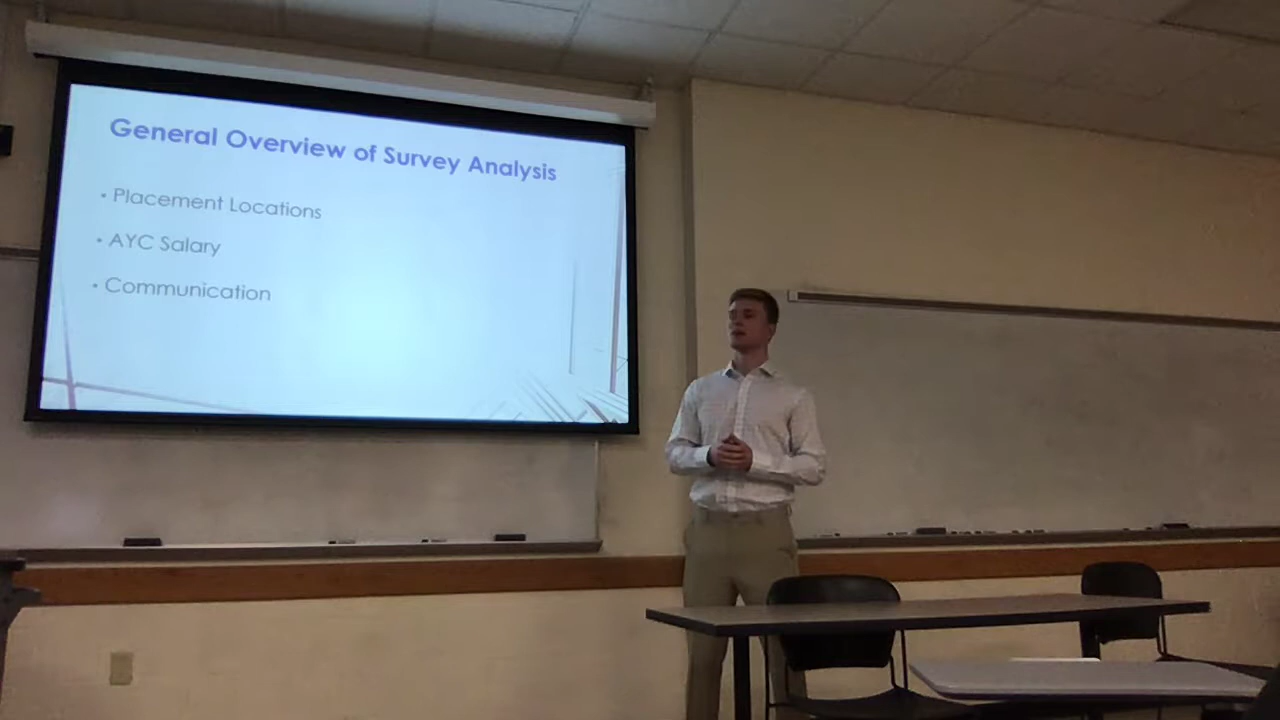 General Overview of Survey Analysis
• Placement Locations
• AYC Salary
• Communication